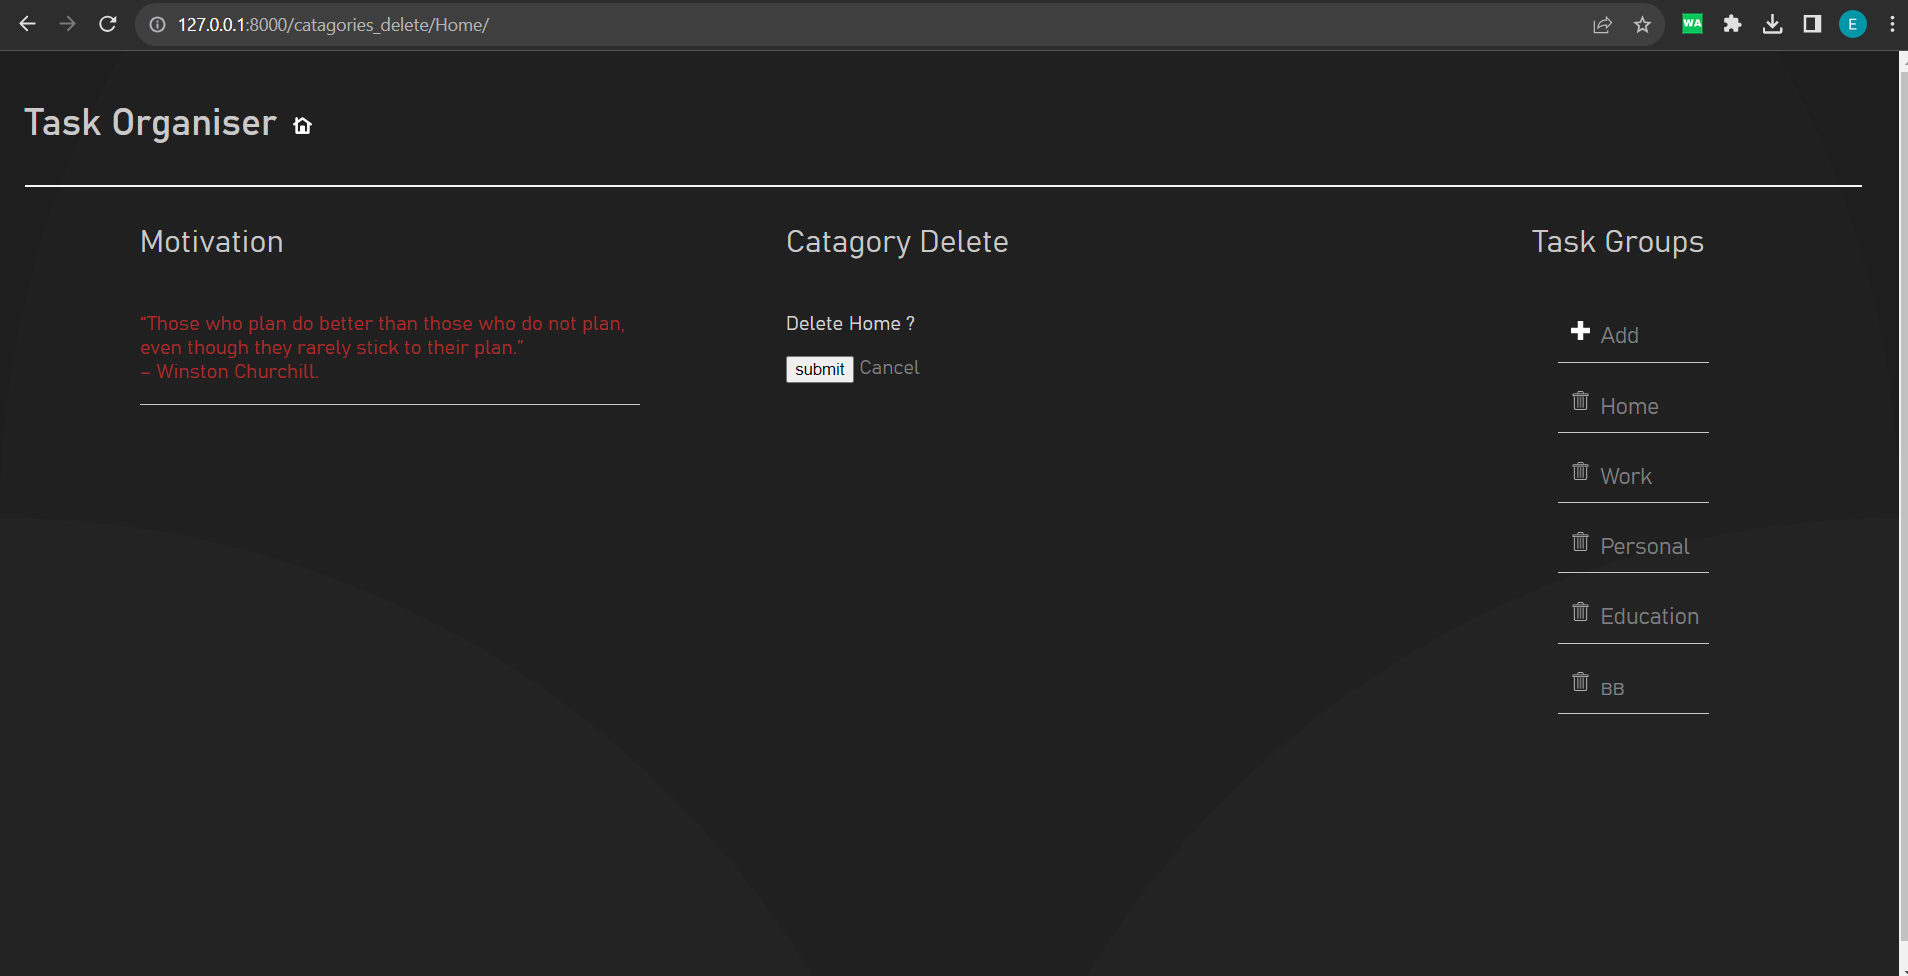 127.0.0.1:8000/catagories_delete/Home/
WA
E
Task Organiser
Motivation
Catagory Delete
Task Groups
“Those who plan do better than those who do not plan,
even though they rarely stick to their plan.”
– Winston Churchill.
Delete Home ?
submit Cancel
Add
Home
Work
Personal
Education
BB